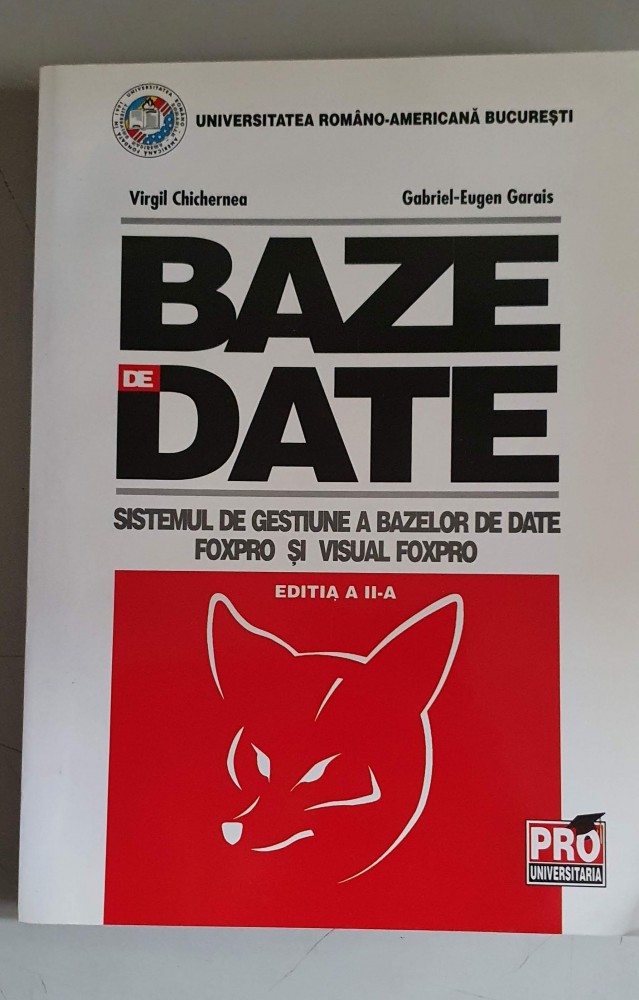 UNIVERSITATEA ROMÂNO-AMERICANĂ BUCUREȘTI
Virgil Chichernea
Gabriel-Eugen Garais
BAZE
DE
DATE
SISTEMUL DE GESTIUNE A BAZELOR DE DATE
FOXPRO ȘI VISUAL FOXPRO
EDITIA A II-A
PRO
UNIVERSITARIA